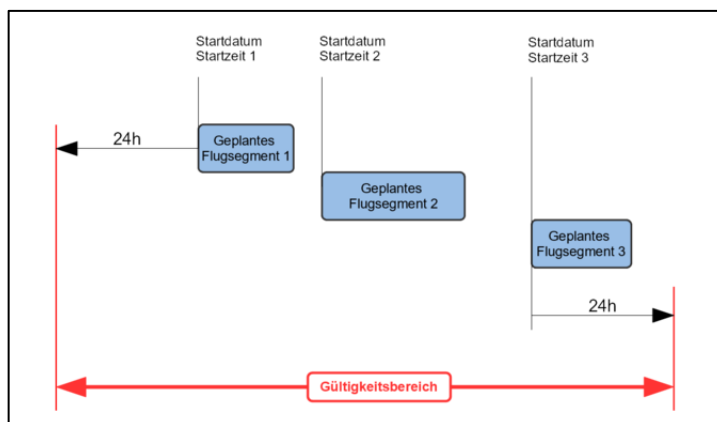 Startdatum
Startzeit 1
Startdatum
Startzeit 2
Startdatum
Startzeit 3
24h
Geplantes
Flugsegment 1
Geplantes
Flugsegment 2
Geplantes
Flugsegment 3
24h
Gültigkeitsbereich